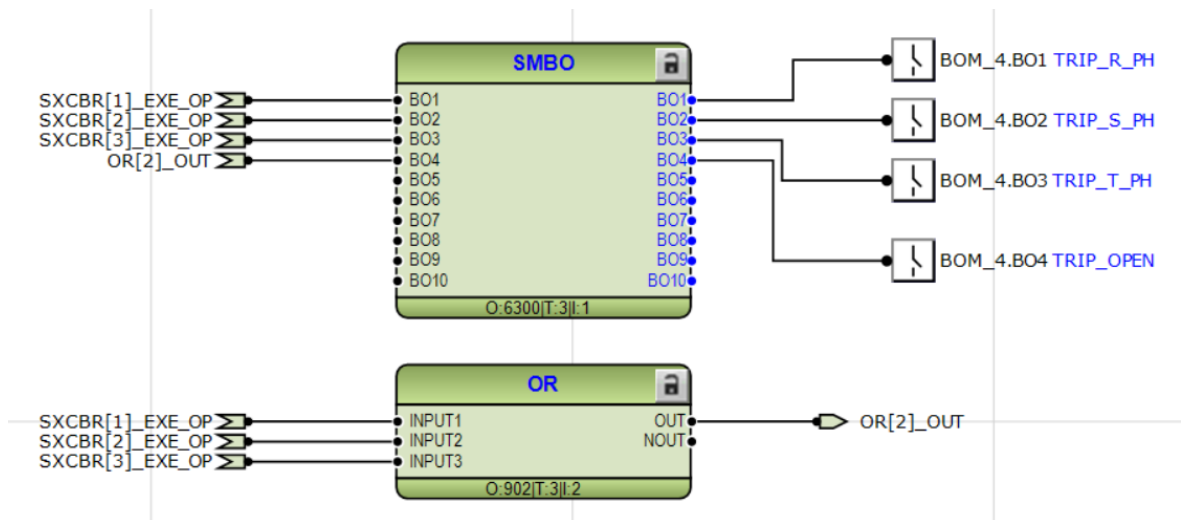 SMBO
SXCBR[1]_EXE_OP
SXCBR[2]_EXE_OP
SXCBR[3]_EXE_OP
OR[2]_OUT
BO1 BO1
BO2 BO2
BO3 BO3
BO4 BO4
BO5 BO5
BO6 BO6
BO7 BO7
BO8 BO8
BO9 BO9
BO10 BO10
O:6300|T:3|I:1
BOM_4.BO1 TRIP_R_PH
BOM_4.BO2 TRIP_S_PH
BOM_4.BO3 TRIP_T_PH
BOM_4.BO4 TRIP_OPEN
OR
SXCBR[1]_EXE_OP
SXCBR[2]_EXE_OP
SXCBR[3]_EXE_OP
INPUT1 OUT
INPUT2 NOUT
INPUT3
O:902|T:3|I:2
OR[2]_OUT